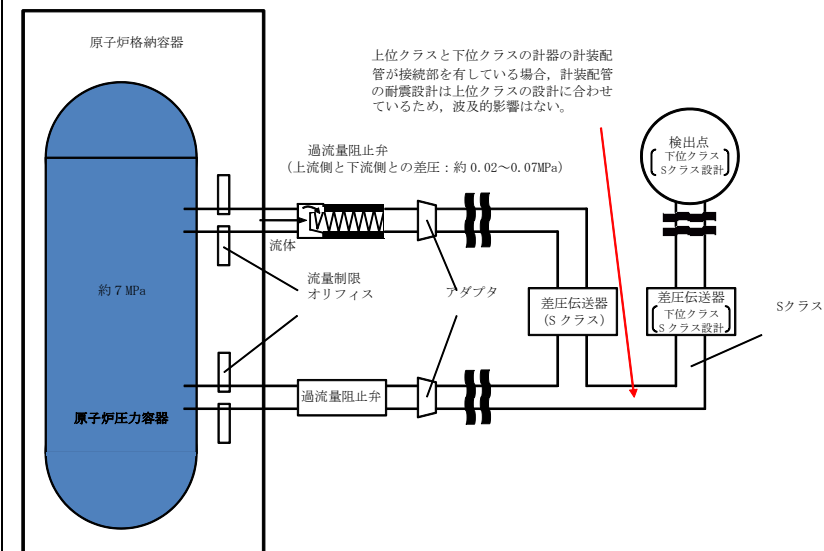 原子炉格納容器
上位クラスと下位クラスの計器の計装配
管が接続部を有している場合，計装配管
の耐震設計は上位クラスの設計に合わせ
ているため，波及的影響はない。
過流量阻止弁
（上流側と下流側との差圧：約 0.02～0.07MPa）
検出点
下位クラス
Sクラス設計
流体
約７MPa
流量制限
オリフィス
アダプタ
差圧伝送器
(S クラス)
差圧伝送器
下位クラス
S クラス設計
Sクラス
過流量阻止弁
原子炉圧力容器